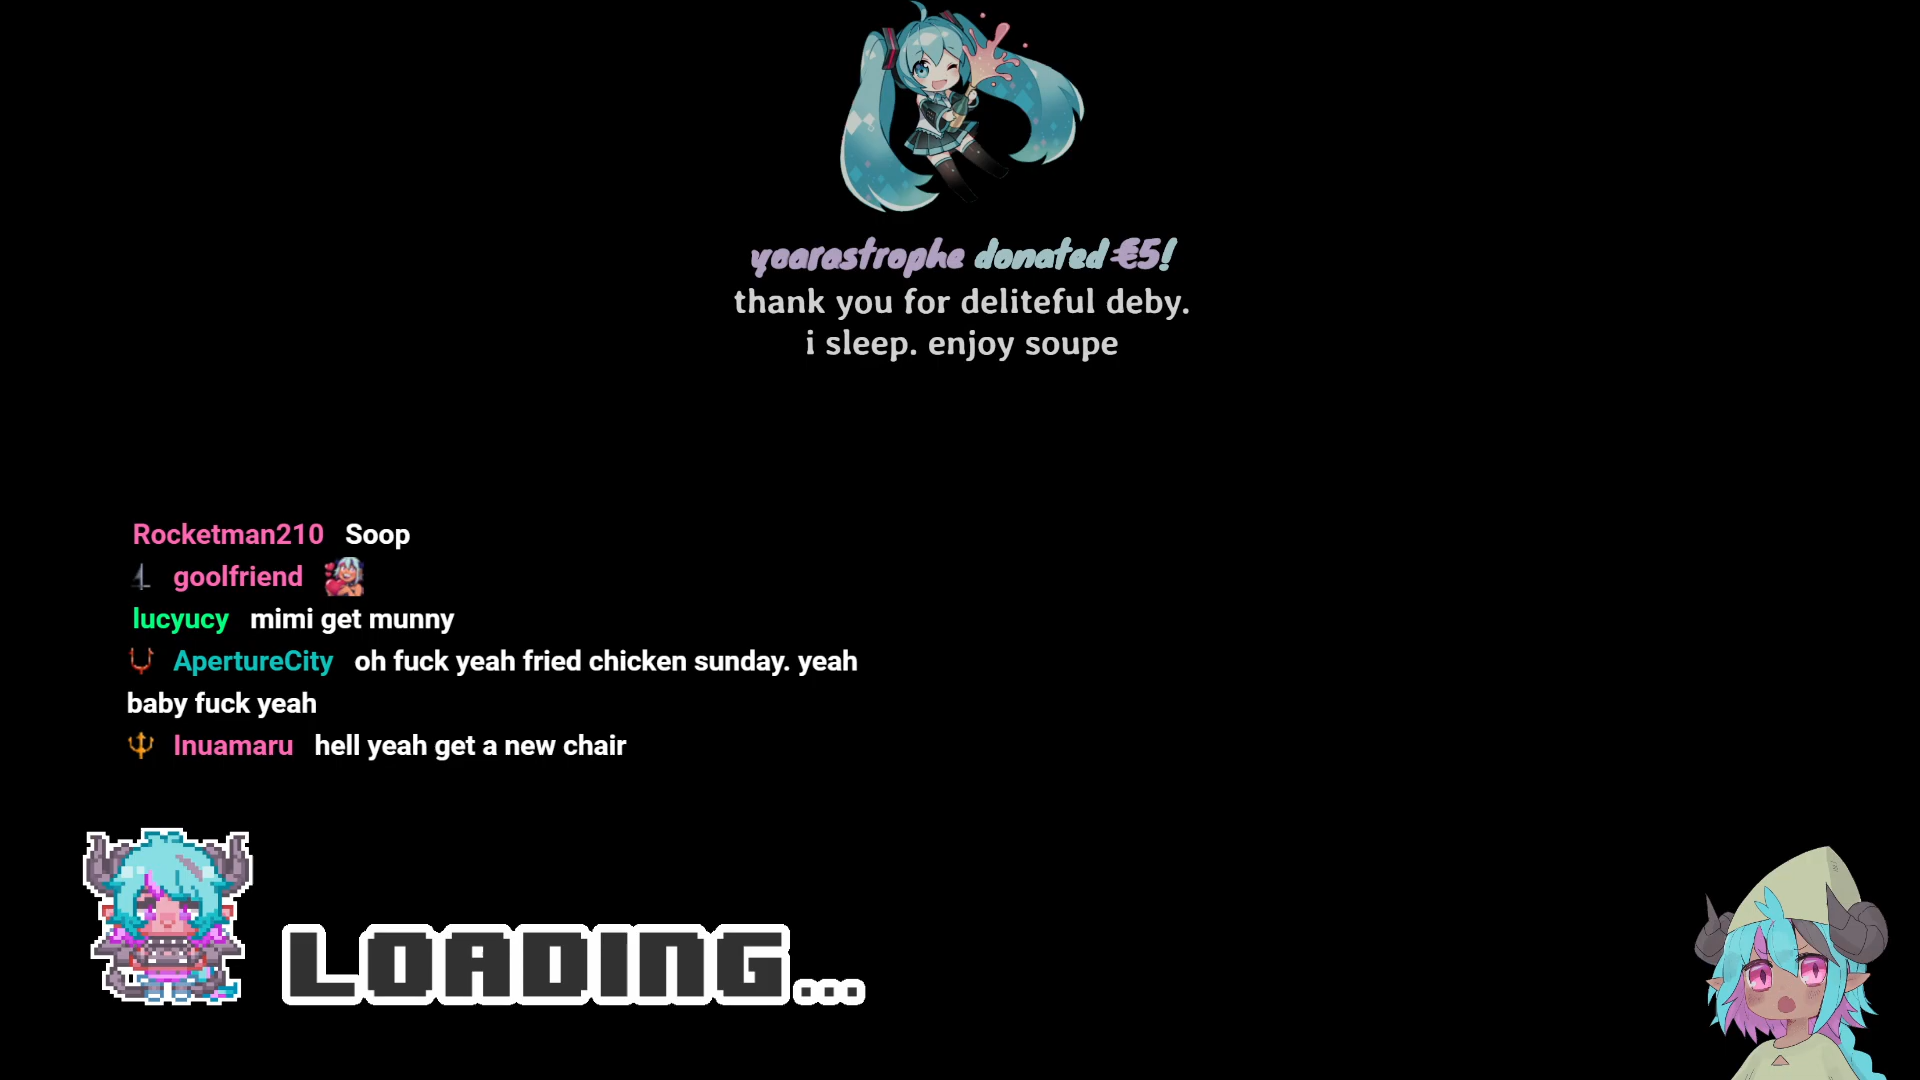 yaarastrophe donated €5!
thank you for deliteful deby.
i sleep. enjoy soupe
Rocketman210 Soop
goolfriend
lucyucy mimi get munny
ApertureCity oh fuck yeah fried chicken sunday. yeah
baby fuck yeah
Inuamaru hell yeah get a new chair
LOADING...